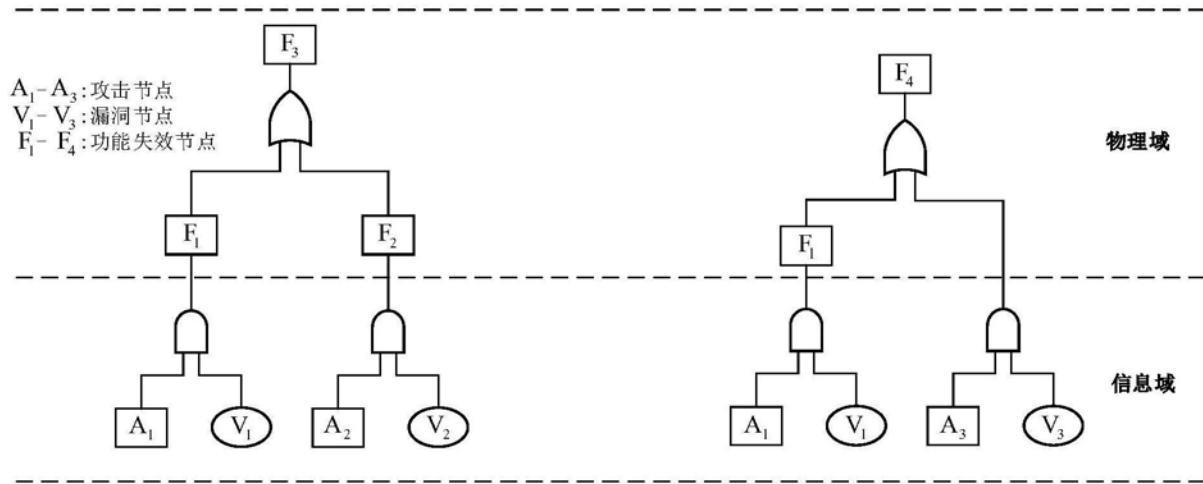 F₃
A₁-A₃:攻击节点
V₁-V₃:漏洞节点
F₁-F₄:功能失效节点
F₄
物理域
F₁ F₂
F₁
A₁ V₁ A₂ V₂ A₁ V₁ A₃ V₃
信息域